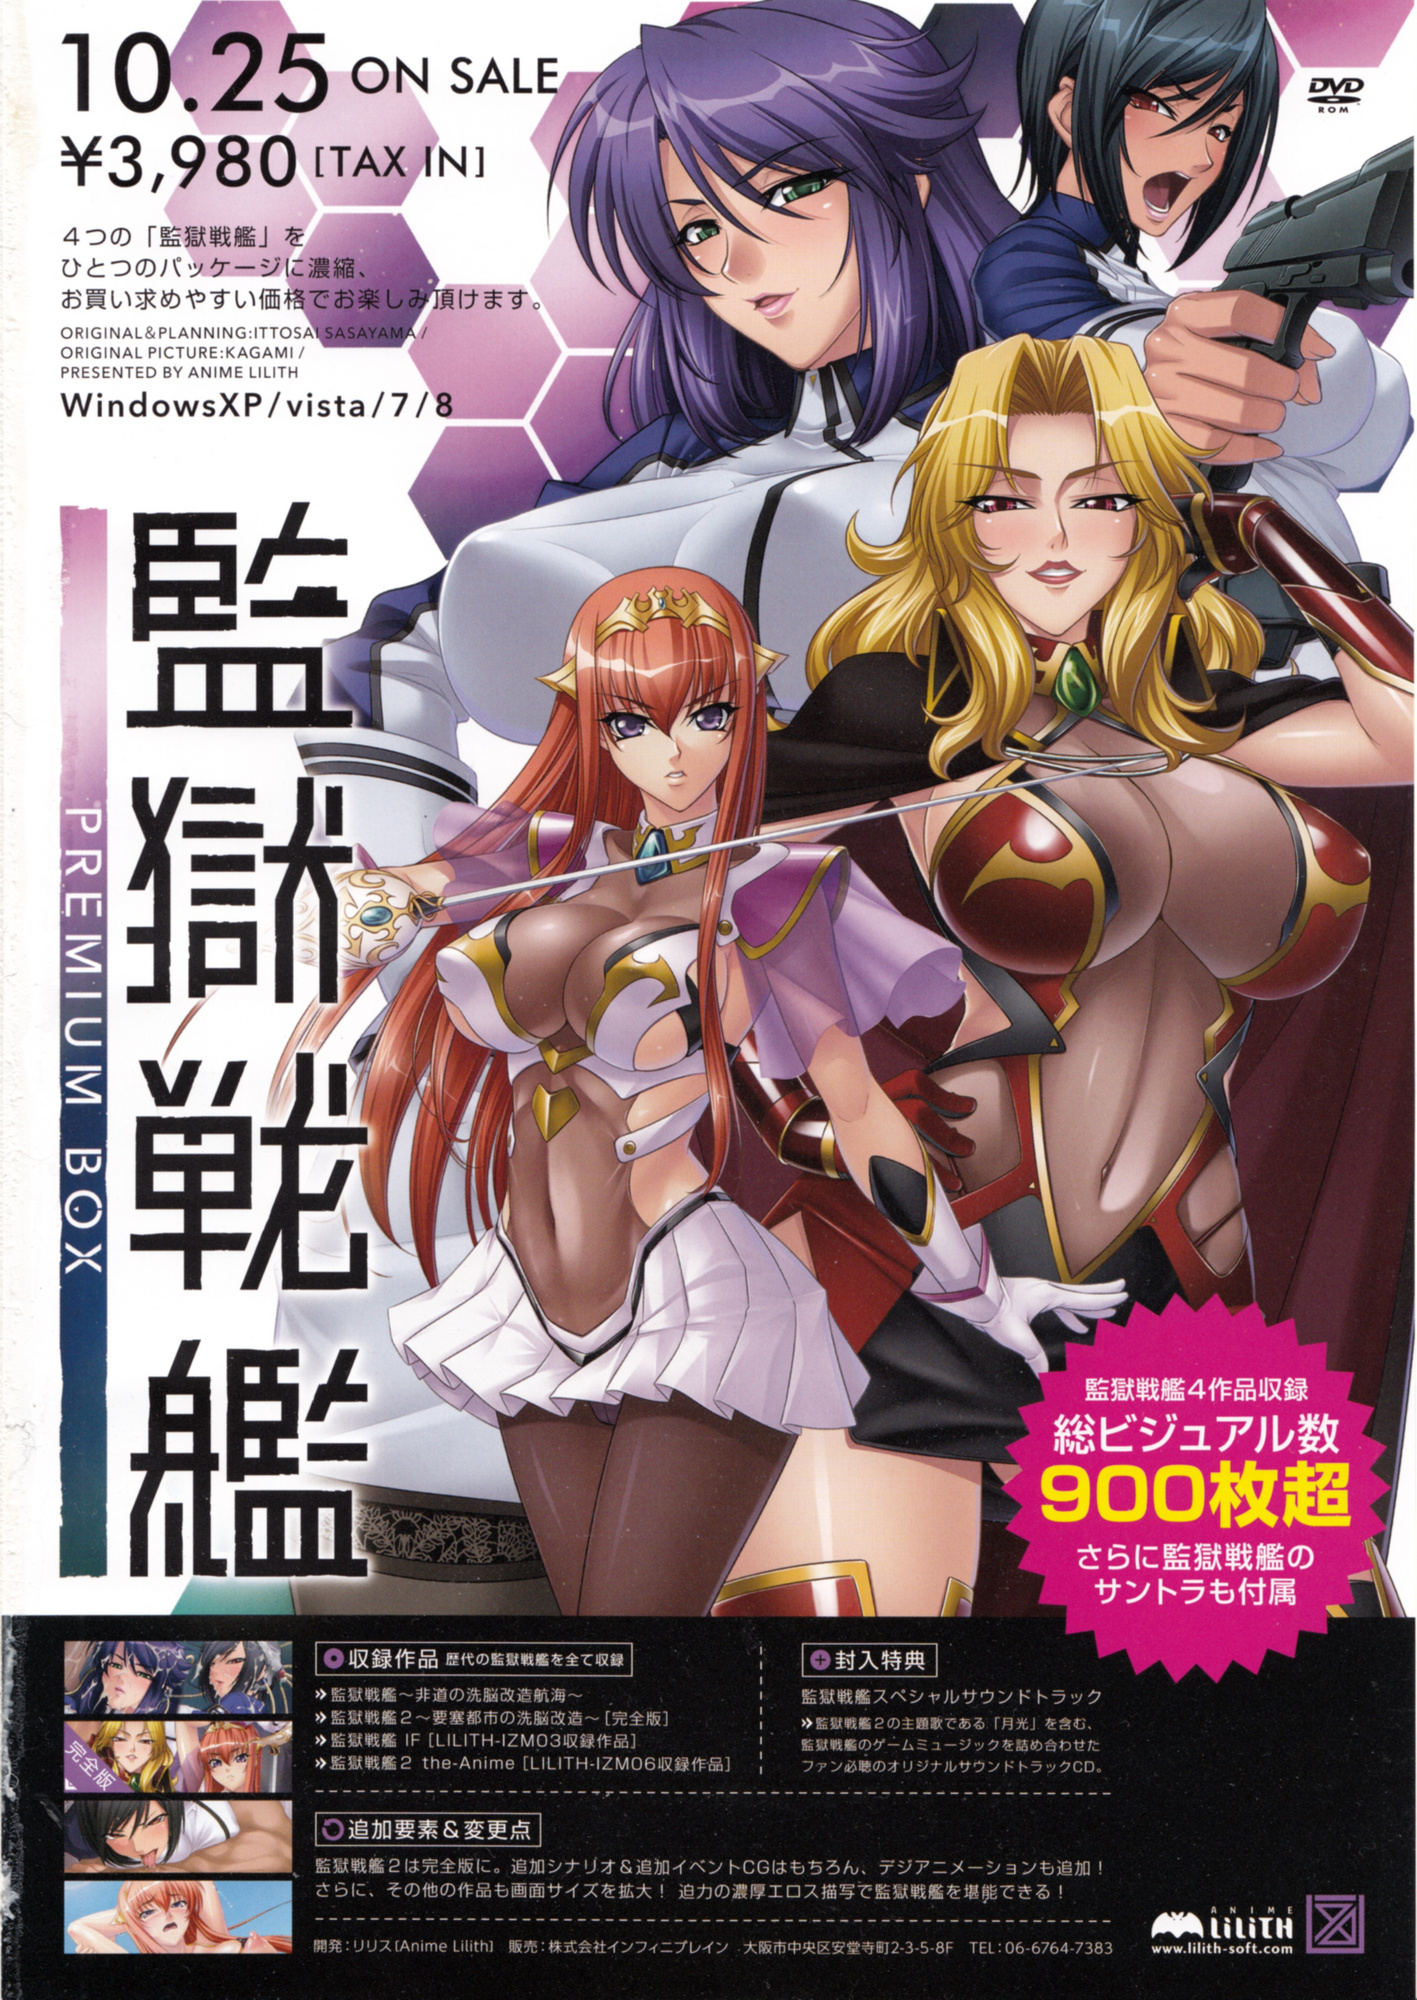 10.25 ON SALE
¥3,980 [TAX IN]
4つの「監獄戦艦」を
ひとつのパッケージに濃縮、
お買い求めやすい価格でお楽しみ頂けます。
ORIGINAL&PLANNING:ITTOSAI SASAYAMA /
ORIGINAL PICTURE:KAGAMI /
PRESENTED BY ANIME LILITH
WindowsXP/vista/7/8
DVD
ROM
監獄戦艦
PREMIUM BOX
監獄戦艦4作品収録
総ビジュアル数
900枚超
さらに監獄戦艦の
サントラも付属
完全版
収録作品 歴代の監獄戦艦を全て収録
監獄戦艦～非道の洗脳改造航海～
監獄戦艦2～要塞都市の洗脳改造～[完全版]
監獄戦艦 IF [LILITH-IZM03収録作品]
監獄戦艦2 the-Anime [LILITH-IZM06収録作品]
封入特典
監獄戦艦スペシャルサウンドトラック
監獄戦艦2の主題歌である「月光」を含む、
監獄戦艦のゲームミュージックを詰め合わせた
ファン必聴のオリジナルサウンドトラックCD。
追加要素&変更点
監獄戦艦2は完全版に。追加シナリオ&追加イベントCGはもちろん、デジアニメーションも追加!
さらに、その他の作品も画面サイズを拡大! 迫力の濃厚エロス描写で監獄戦艦を堪能できる!
開発:リリス[Anime Lilith] 販売:株式会社インフィニブレイン 大阪市中央区安堂寺町2-3-5-8F TEL:06-6764-7383
ANIME
LiLiTH
www.lilith-soft.com